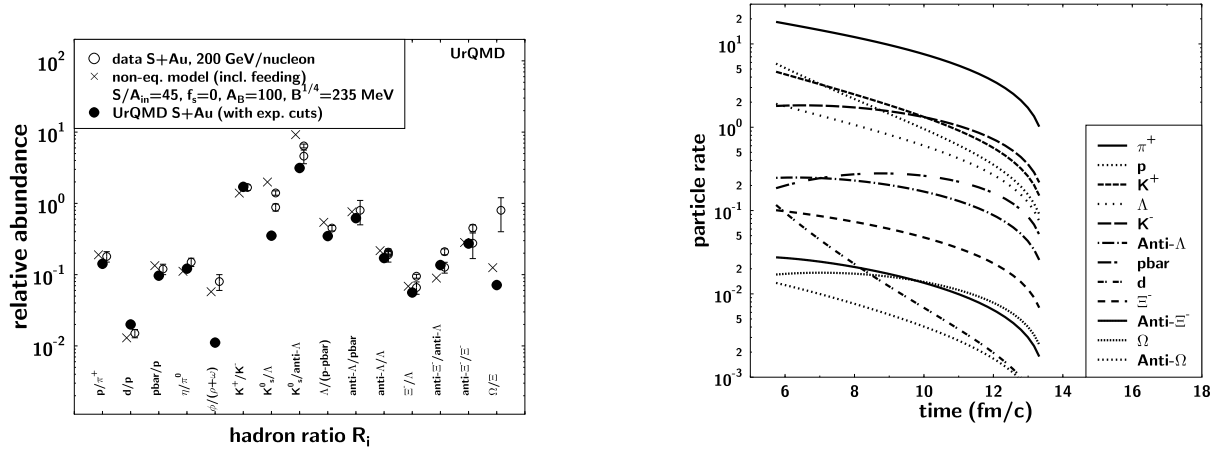 UrQMD
data S+Au, 200 GeV/nucleon
non-eq. model (incl. feeding)
S/A_in=45, f_s=0, A_B=100, B^1/4=235 MeV
UrQMD S+Au (with exp. cuts)
10^2
10^1
10^0
10^-1
10^-2
relative abundance
p/π^+
d/p
pbar/p
η/π^0
ϕ/(ρ+ω)
K^+/K^-
K^0_s/Λ
K^0_s/anti-Λ
Λ/(p-pbar)
anti-Λ/pbar
anti-Λ/Λ
Ξ^-/Λ
anti-Ξ^-/anti-Λ
anti-Ξ^-/Ξ^-
Ω/Ξ^-
hadron ratio R_i
2
10^1
5
2
10^0
5
2
10^-1
5
2
10^-2
5
2
10^-3
particle rate
6 8 10 12 14 16 18
time (fm/c)
π^+
p
K^+
Λ
K^-
Anti-Λ
pbar
d
Ξ^-
Anti-Ξ^-
Ω
Anti-Ω